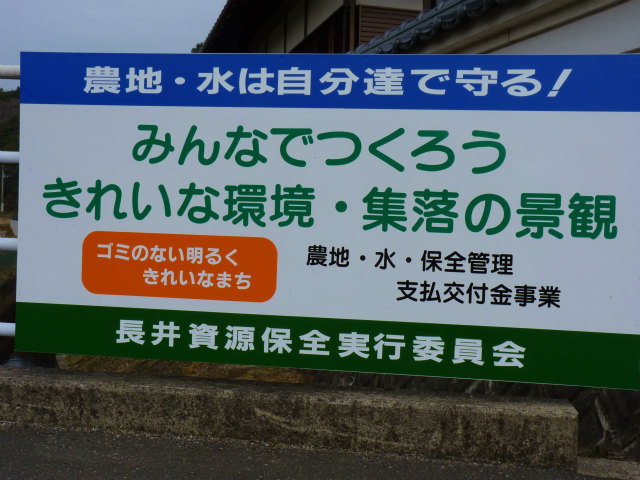 農地・水は自分達で守る!
みんなでつくろう
きれいな環境・集落の景観
ゴミのない明るく
きれいなまち
農地・水・保全管理
支払交付金事業
長井資源保全実行委員会